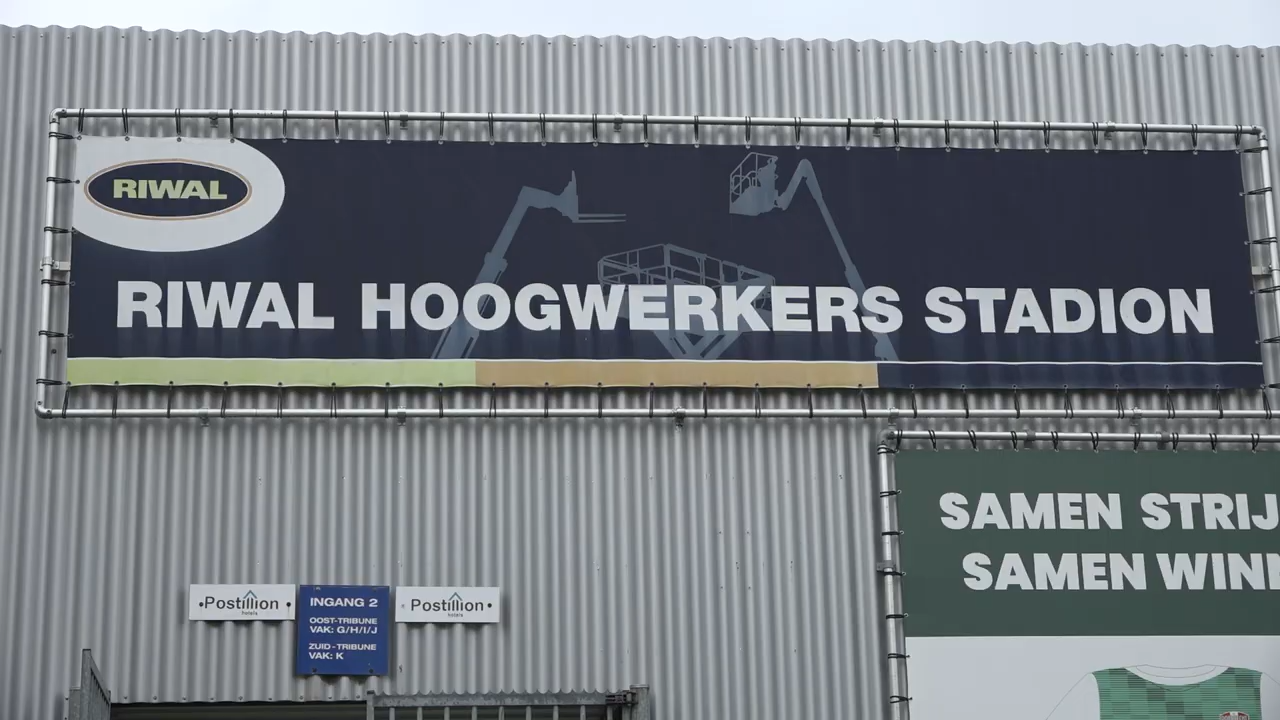 RIWAL
RIWAL HOOGWERKERS STADION
SAMEN STRIJ
SAMEN WIN
Postillion
hotels
INGANG 2
OOST-TRIBUNE
VAK: G/H/I/J
ZUID-TRIBUNE
VAK: K
Postillion
hotels